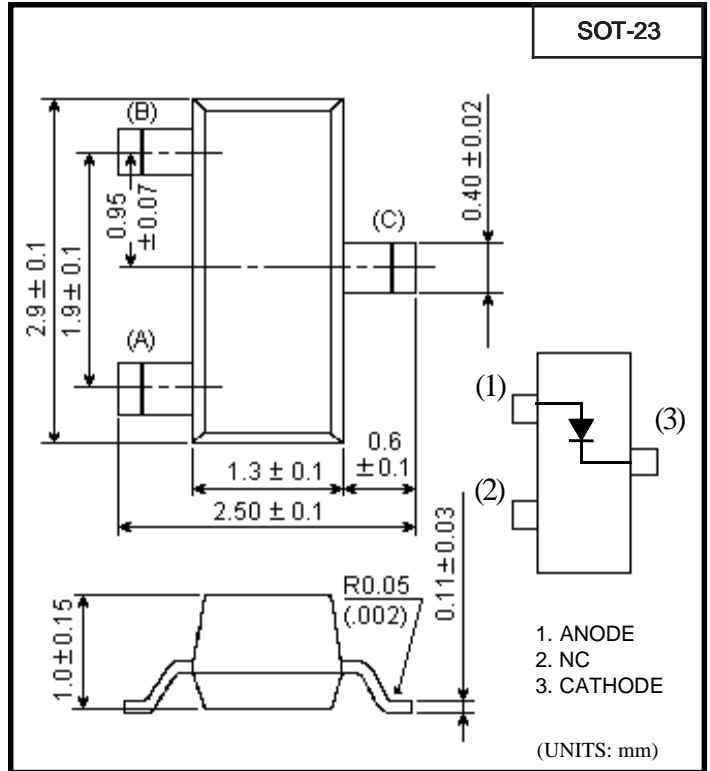 SOT-23
(B)
0.95
±0.07
(C)
0.40 ±0.02
2.9 ± 0.1
1.9 ± 0.1
(A)
1.3 ± 0.1
0.6
±0.1
2.50 ± 0.1
(1)
(3)
(2)
1.0±0.15
R0.05
(.002)
0.11±0.03
1. ANODE
2. NC
3. CATHODE
(UNITS: mm)